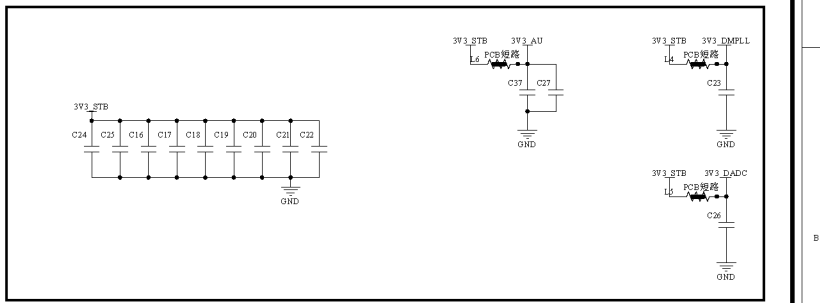 3V3_STB 3V3_AU
L6 PCB短路
C37 C27
GND
3V3_STB 3V3_DMPLL
L4 PCB短路
C23
GND
3V3_STB
C24 C25 C16 C17 C18 C19 C20 C21 C22
GND
3V3_STB 3V3_DADC
L5 PCB短路
C26
GND
B